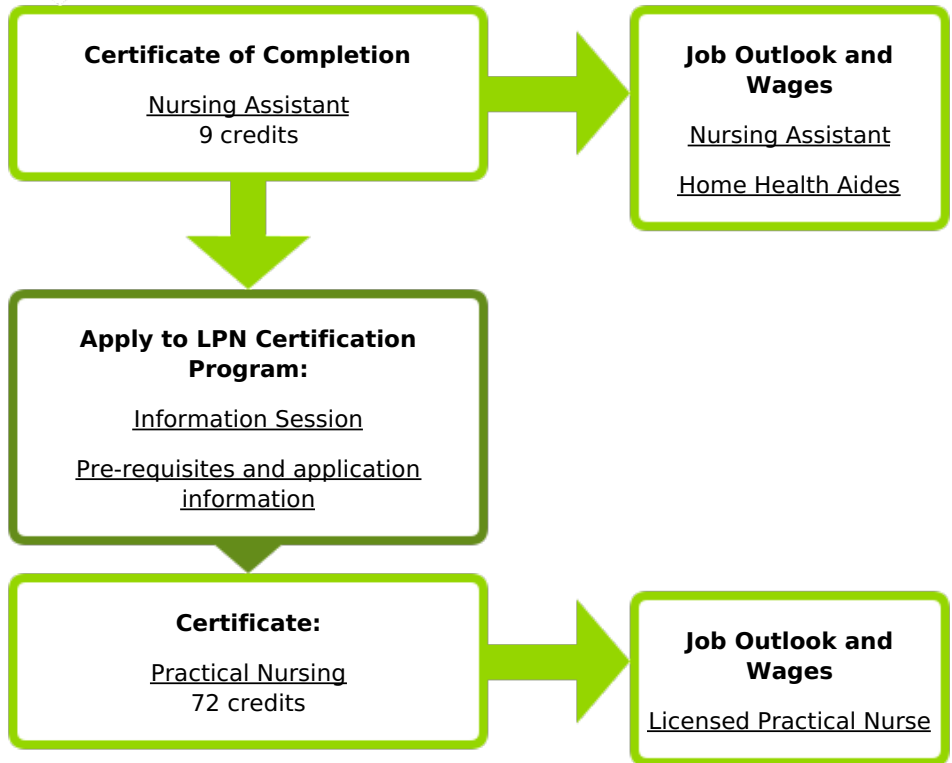 Certificate of Completion
Nursing Assistant
9 credits
Job Outlook and
Wages
Nursing Assistant
Home Health Aides
Apply to LPN Certification
Program:
Information Session
Pre-requisites and application
information
Certificate:
Practical Nursing
72 credits
Job Outlook and
Wages
Licensed Practical Nurse